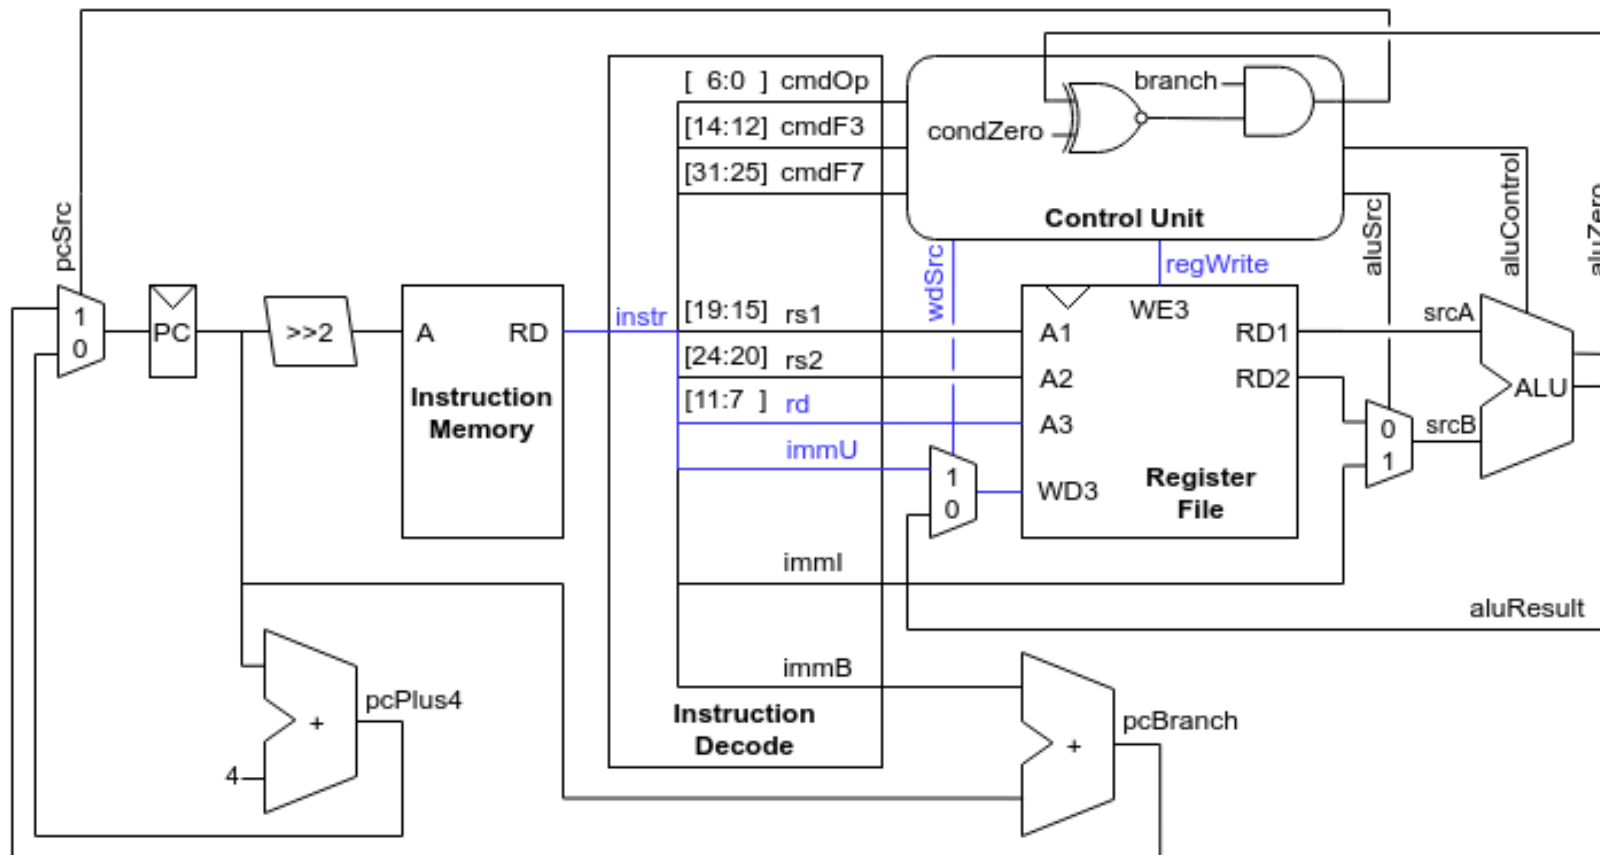 [ 6:0 ] cmdOp
branch
[14:12] cmdF3
condZero
[31:25] cmdF7
Control Unit
pcSrc
wdSrc
regWrite
aluSrc
aluControl
aluZero
1
0
PC
>>2
A
RD
Instruction
Memory
instr
[19:15] rs1
[24:20] rs2
[11:7 ] rd
immU
1
0
A1
A2
A3
WD3
WE3
RD1
RD2
Register
File
srcA
0
1
srcB
ALU
immI
aluResult
immB
Instruction
Decode
pcPlus4
+
4
pcBranch
+